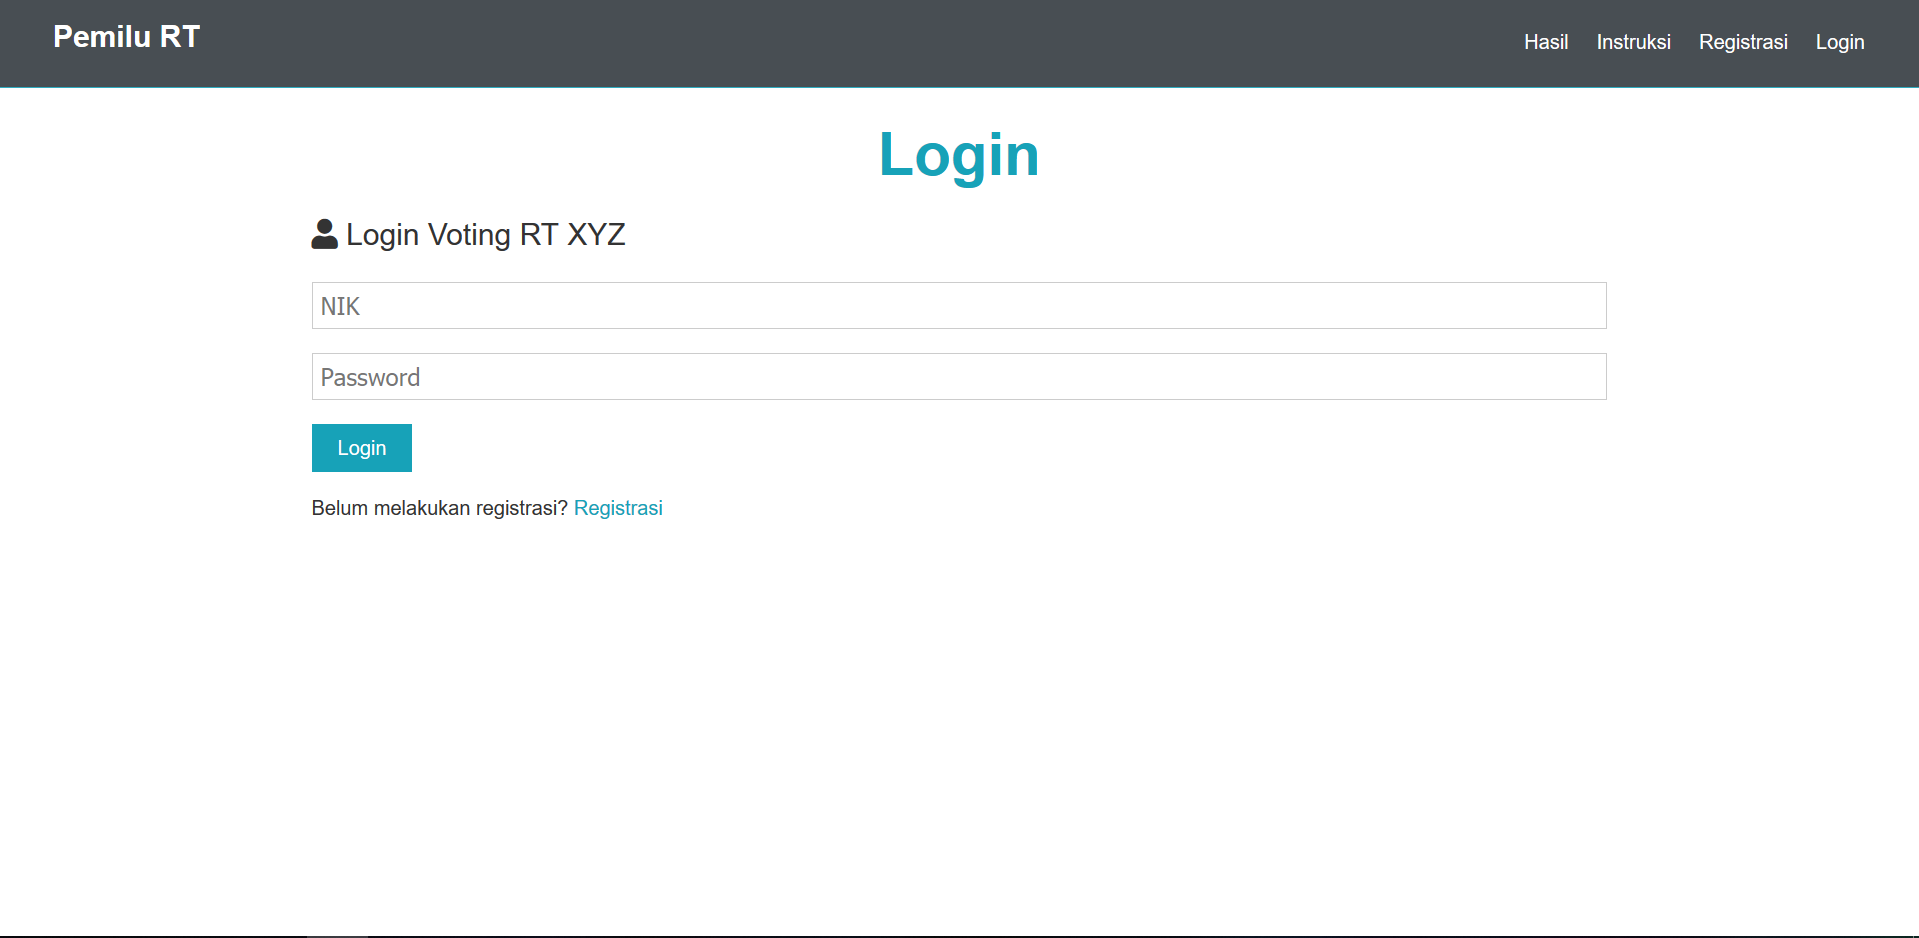 Pemilu RT
Hasil Instruksi Registrasi Login
Login
Login Voting RT XYZ
NIK
Password
Login
Belum melakukan registrasi? Registrasi